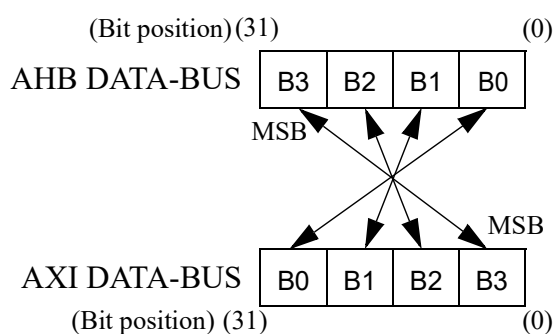 (Bit position) (31) (0)
AHB DATA-BUS B3 B2 B1 B0
MSB
MSB
AXI DATA-BUS B0 B1 B2 B3
(Bit position) (31) (0)